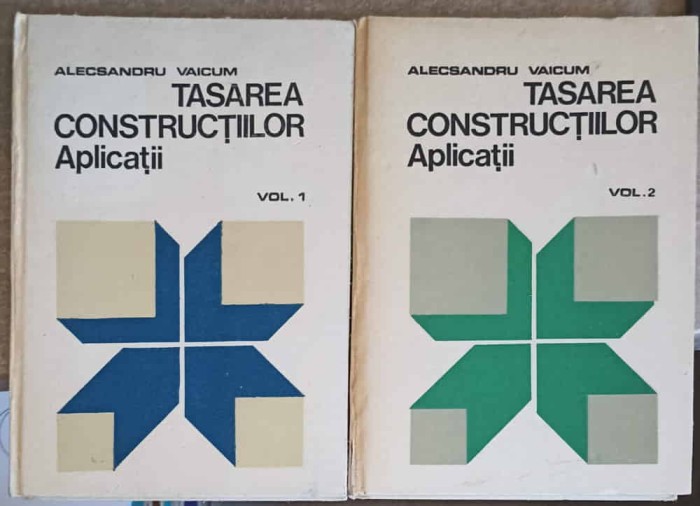 ALECSANDRU VAICUM
TASAREA
CONSTRUCȚIILOR
Aplicații
VOL. 1
ALECSANDRU VAICUM
TASAREA
CONSTRUCȚIILOR
Aplicații
VOL. 2